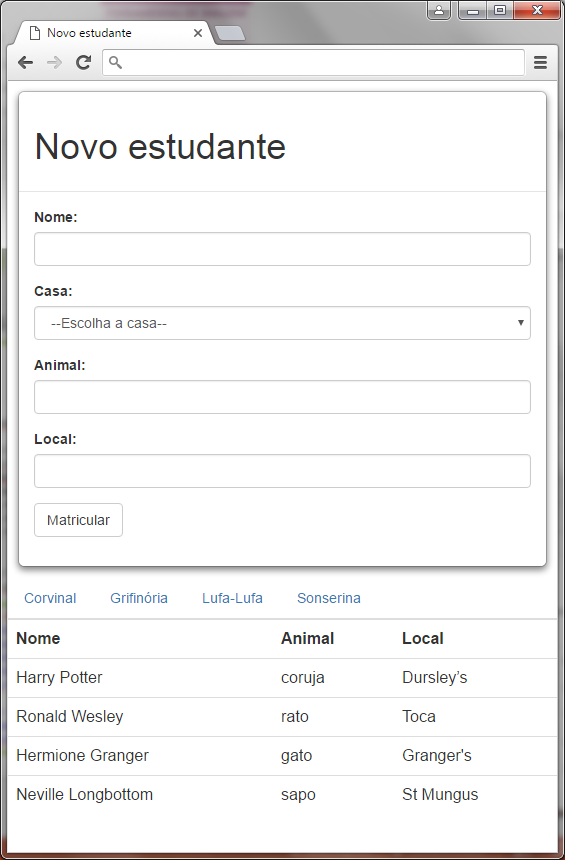 Novo estudante
Novo estudante
Nome:
Casa:
--Escolha a casa--
Animal:
Local:
Matricular
Corvinal Grifinória Lufa-Lufa Sonserina
Nome Animal Local
Harry Potter coruja Dursley’s
Ronald Wesley rato Toca
Hermione Granger gato Granger's
Neville Longbottom sapo St Mungus